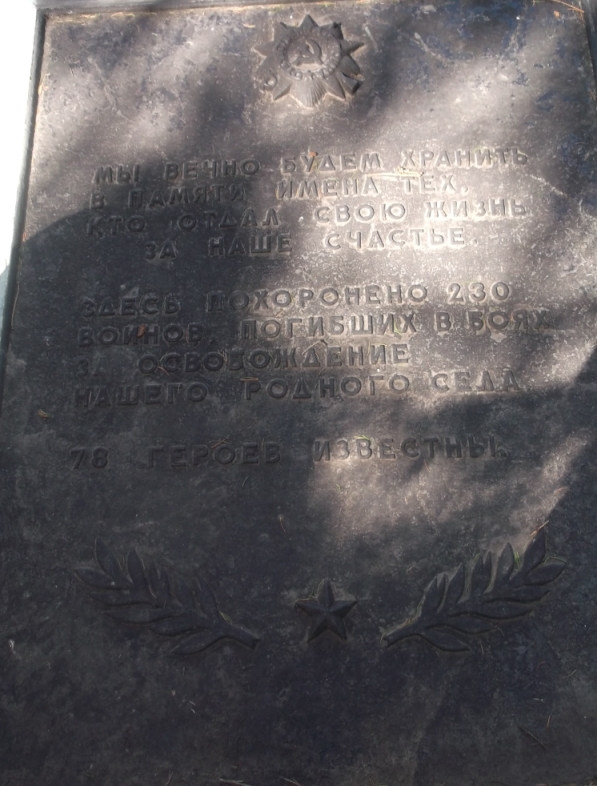 МЫ ВЕЧНО БУДЕМ ХРАНИТЬ
В ПАМЯТИ ИМЕНА ТЕХ,
КТО ОТДАЛ СВОЮ ЖИЗНЬ
ЗА НАШЕ СЧАСТЬЕ.
ЗДЕСЬ ПОХОРОНЕНО 230
ВОИНОВ, ПОГИБШИХ В БОЯХ
ЗА ОСВОБОЖДЕНИЕ
НАШЕГО РОДНОГО СЕЛА
78 ГЕРОЕВ ИЗВЕСТНЫ.